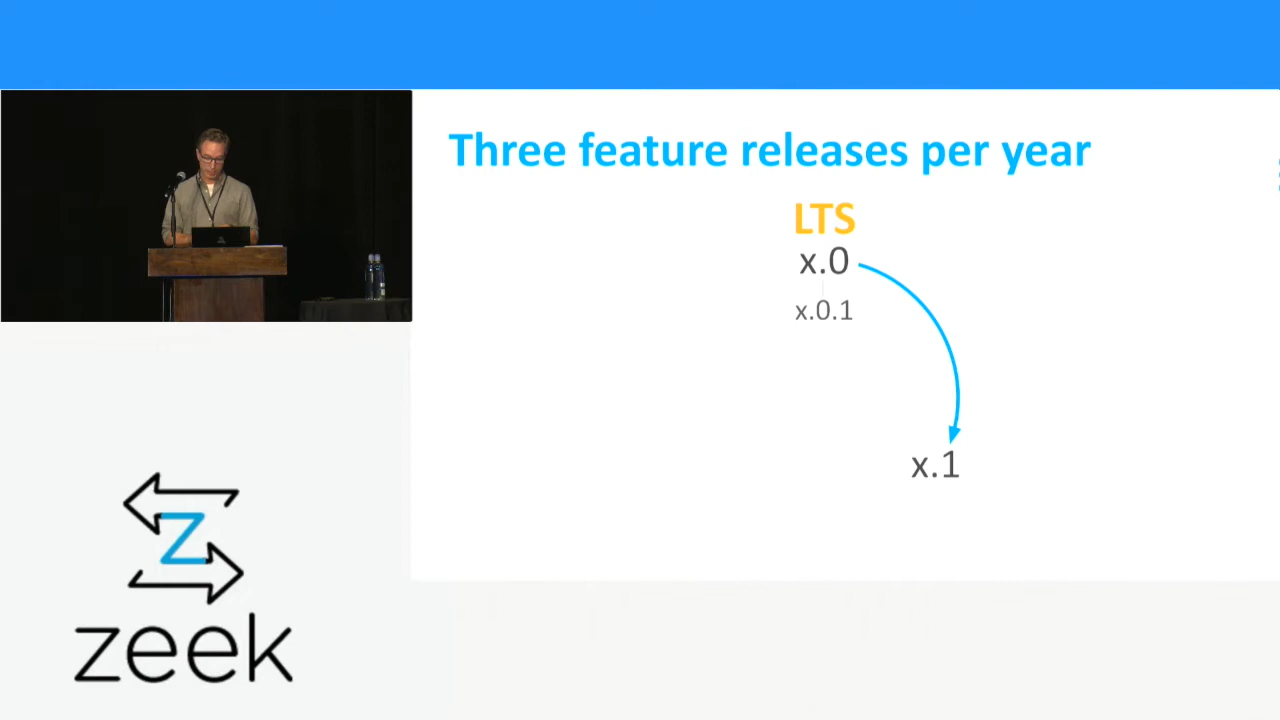 Three feature releases per year
LTS
x.0
x.0.1
x.1
z
zeek